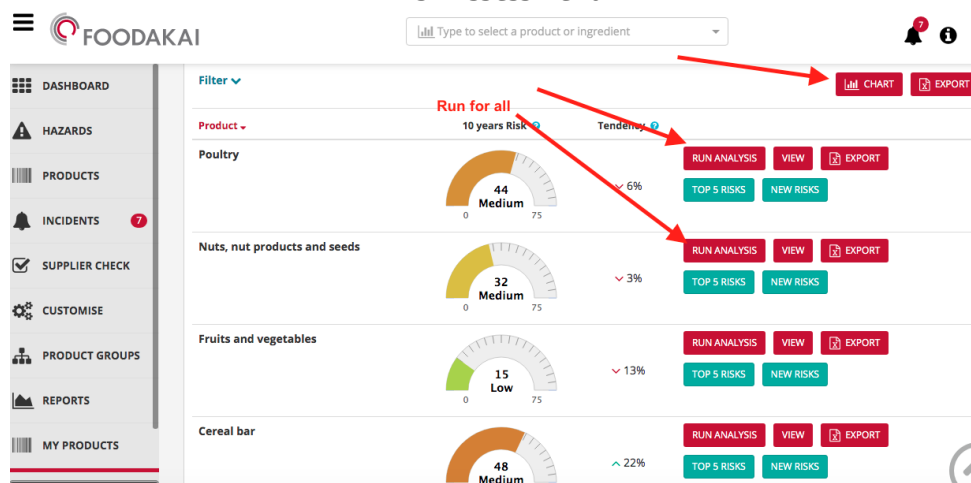 FOODAKAI
Type to select a product or ingredient
7
DASHBOARD
HAZARDS
PRODUCTS
INCIDENTS 7
SUPPLIER CHECK
CUSTOMISE
PRODUCT GROUPS
REPORTS
MY PRODUCTS
Filter
CHART EXPORT
Run for all
Product 10 years Risk ? Tendency ?
Poultry
44
Medium
0 75
6%
RUN ANALYSIS VIEW EXPORT
TOP 5 RISKS NEW RISKS
Nuts, nut products and seeds
32
Medium
0 75
3%
RUN ANALYSIS VIEW EXPORT
TOP 5 RISKS NEW RISKS
Fruits and vegetables
15
Low
0 75
13%
RUN ANALYSIS VIEW EXPORT
TOP 5 RISKS NEW RISKS
Cereal bar
48
Medium
22%
RUN ANALYSIS VIEW EXPORT
TOP 5 RISKS NEW RISKS